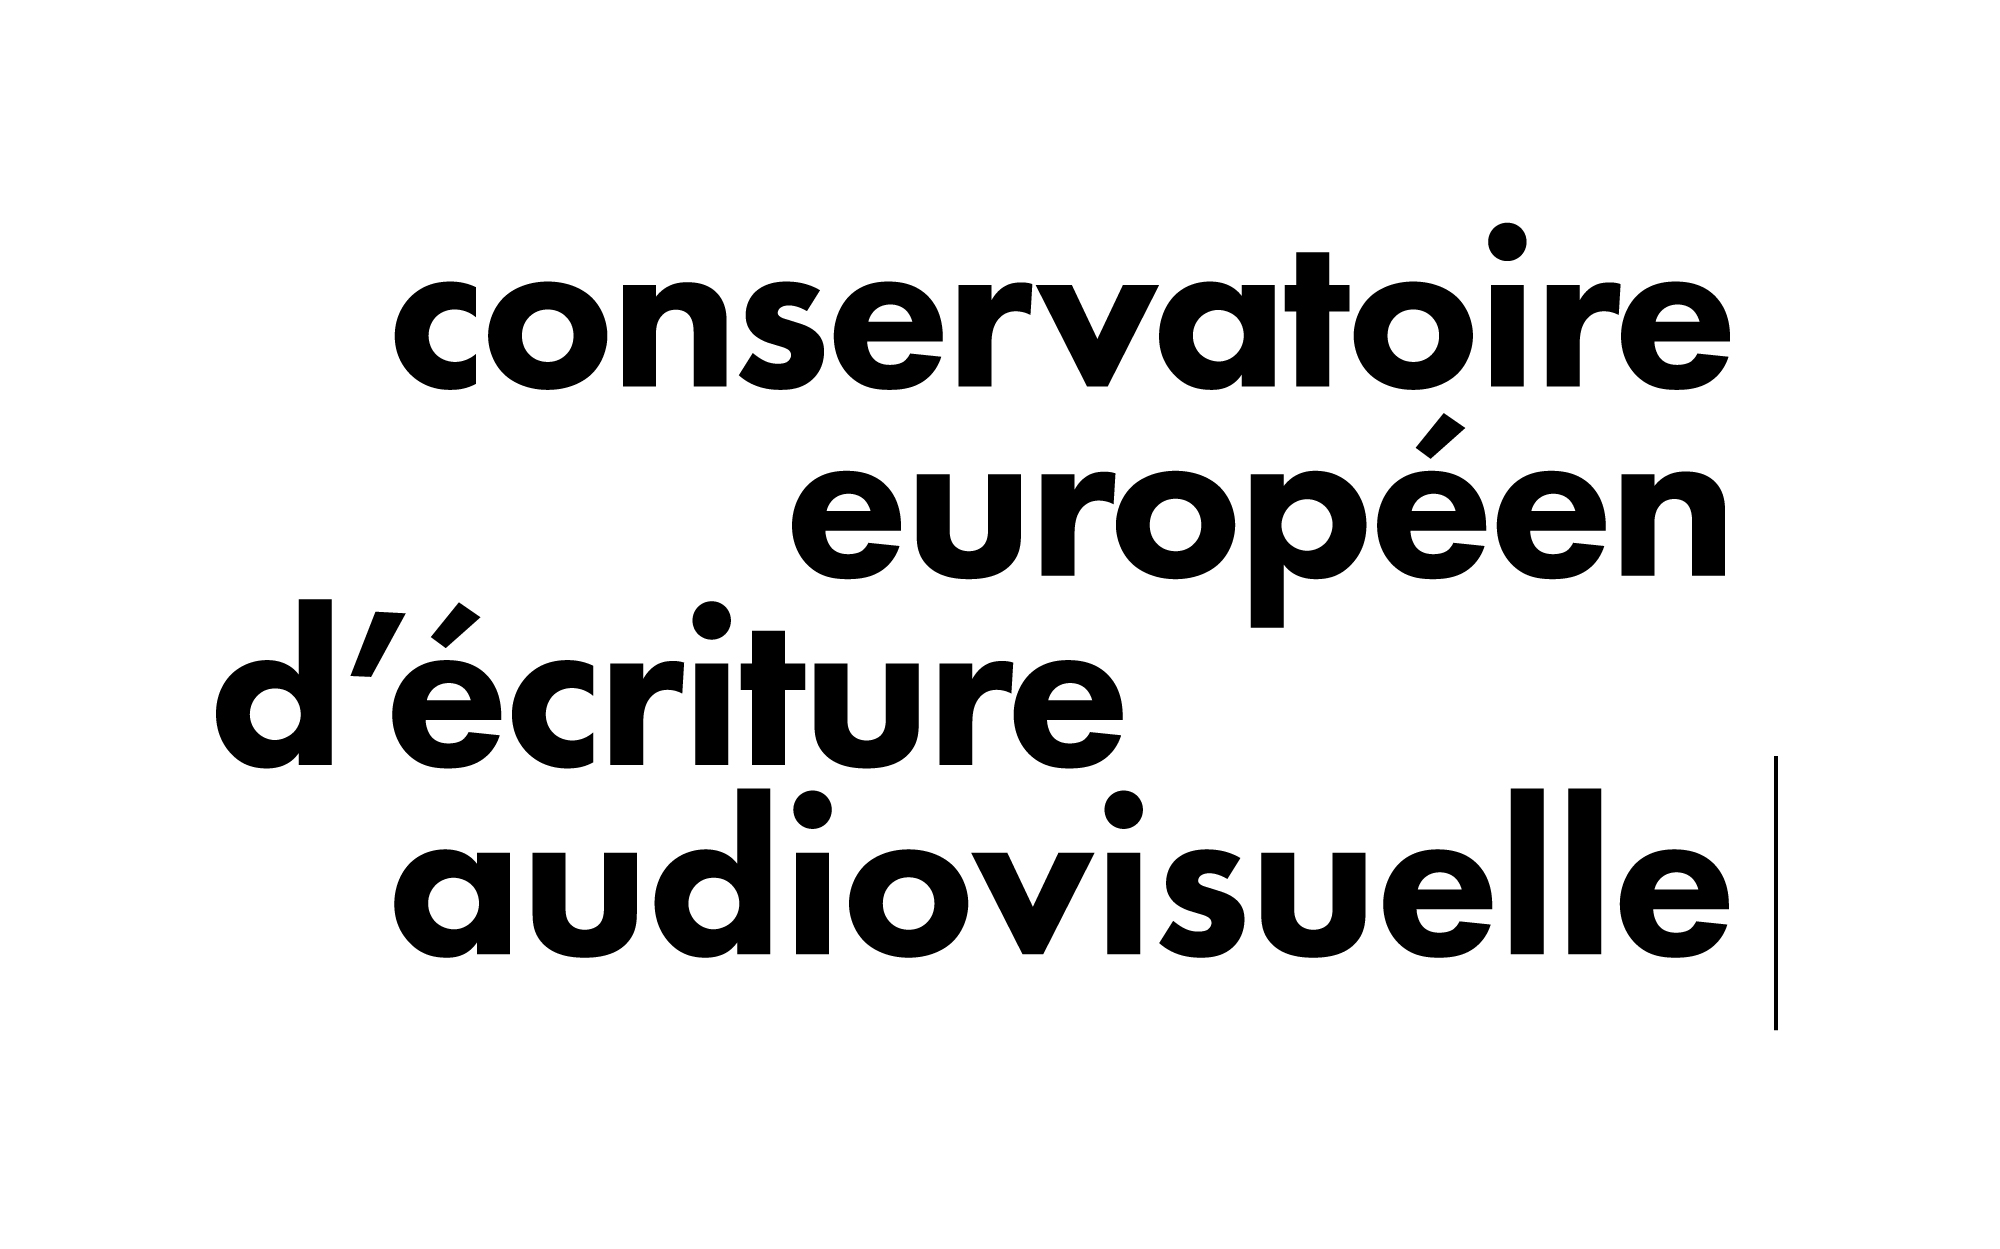 conservatoire
européen
d’écriture
audiovisuelle